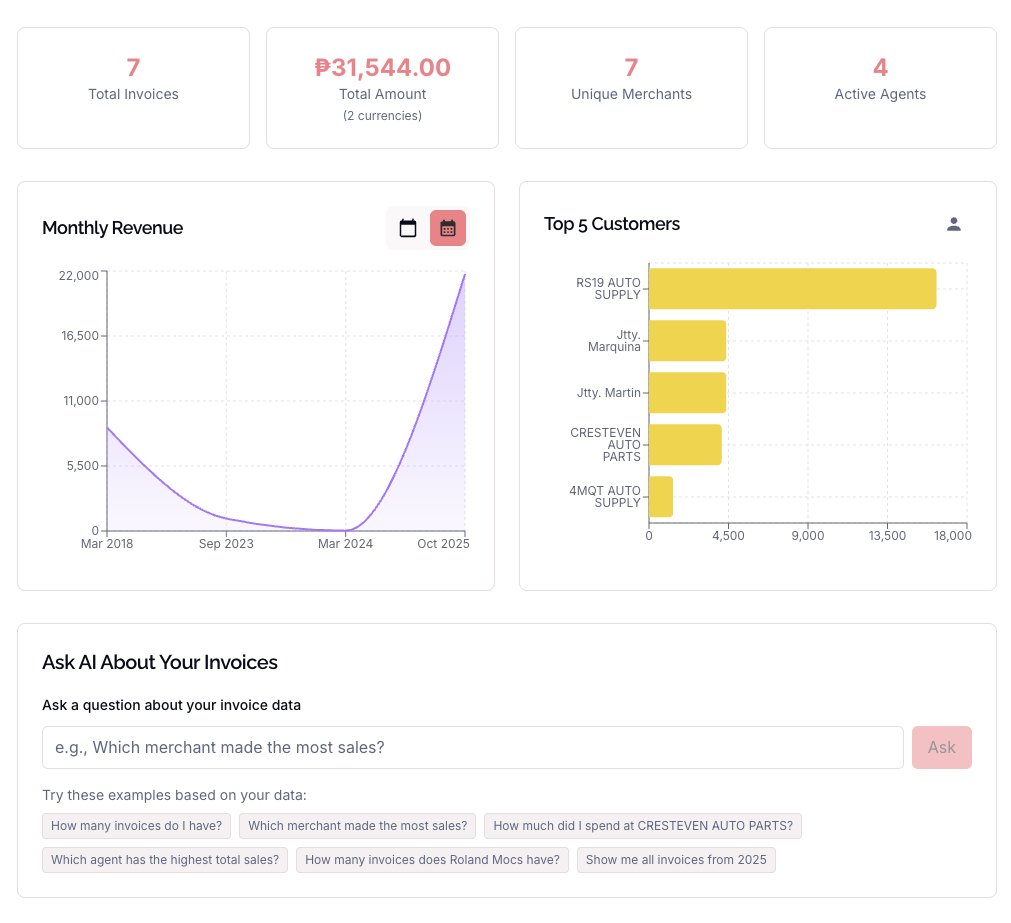 7
Total Invoices
₱31,544.00
Total Amount
(2 currencies)
7
Unique Merchants
4
Active Agents
Monthly Revenue
22,000
16,500
11,000
5,500
0
Mar 2018
Sep 2023
Mar 2024
Oct 2025
Top 5 Customers
RS19 AUTO
SUPPLY
Jtty.
Marquina
Jtty. Martin
CRESTEVEN
AUTO
PARTS
4MQT AUTO
SUPPLY
0
4,500
9,000
13,500
18,000
Ask AI About Your Invoices
Ask a question about your invoice data
e.g., Which merchant made the most sales?
Ask
Try these examples based on your data:
How many invoices do I have?
Which merchant made the most sales?
How much did I spend at CRESTEVEN AUTO PARTS?
Which agent has the highest total sales?
How many invoices does Roland Mocs have?
Show me all invoices from 2025